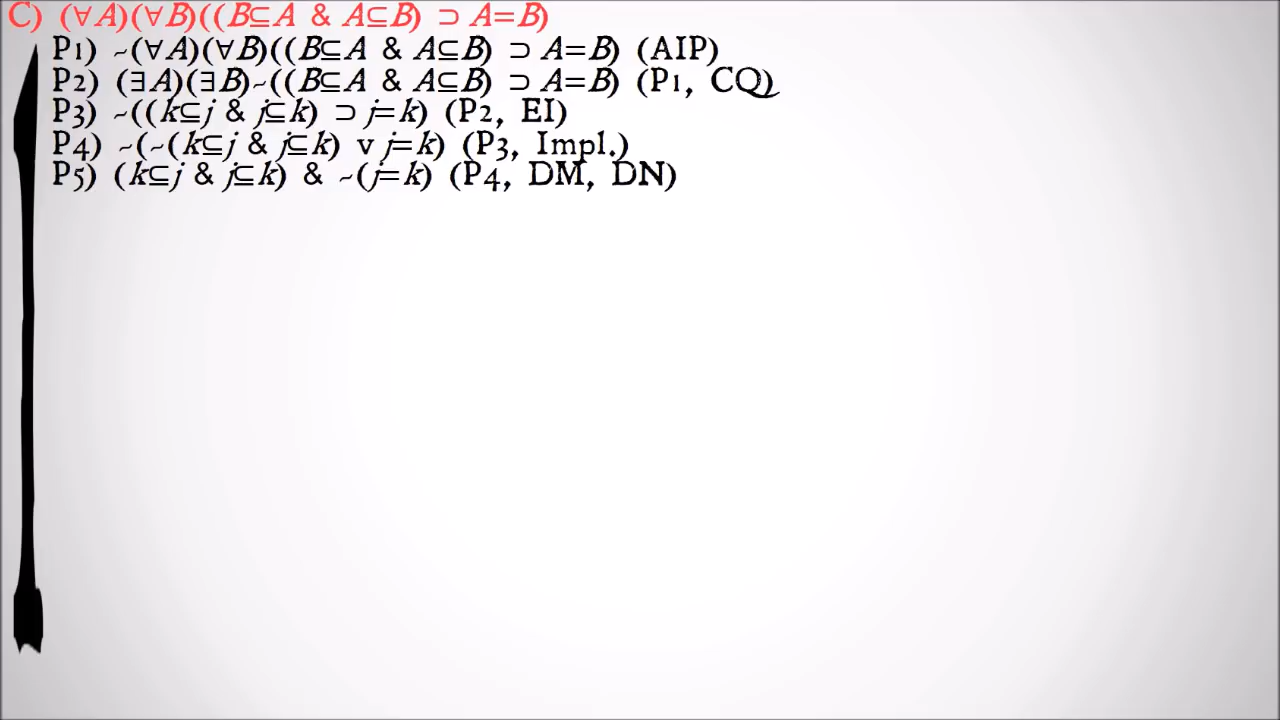 C) (∀A)(∀B)((B⊆A & A⊆B) ⊃ A=B)
P1) ~(∀A)(∀B)((B⊆A & A⊆B) ⊃ A=B) (AIP)
P2) (∃A)(∃B)~((B⊆A & A⊆B) ⊃ A=B) (P1, CQ)
P3) ~((k⊆j & j⊆k) ⊃ j=k) (P2, EI)
P4) ~(~(k⊆j & j⊆k) v j=k) (P3, Impl.)
P5) (k⊆j & j⊆k) & ~(j=k) (P4, DM, DN)